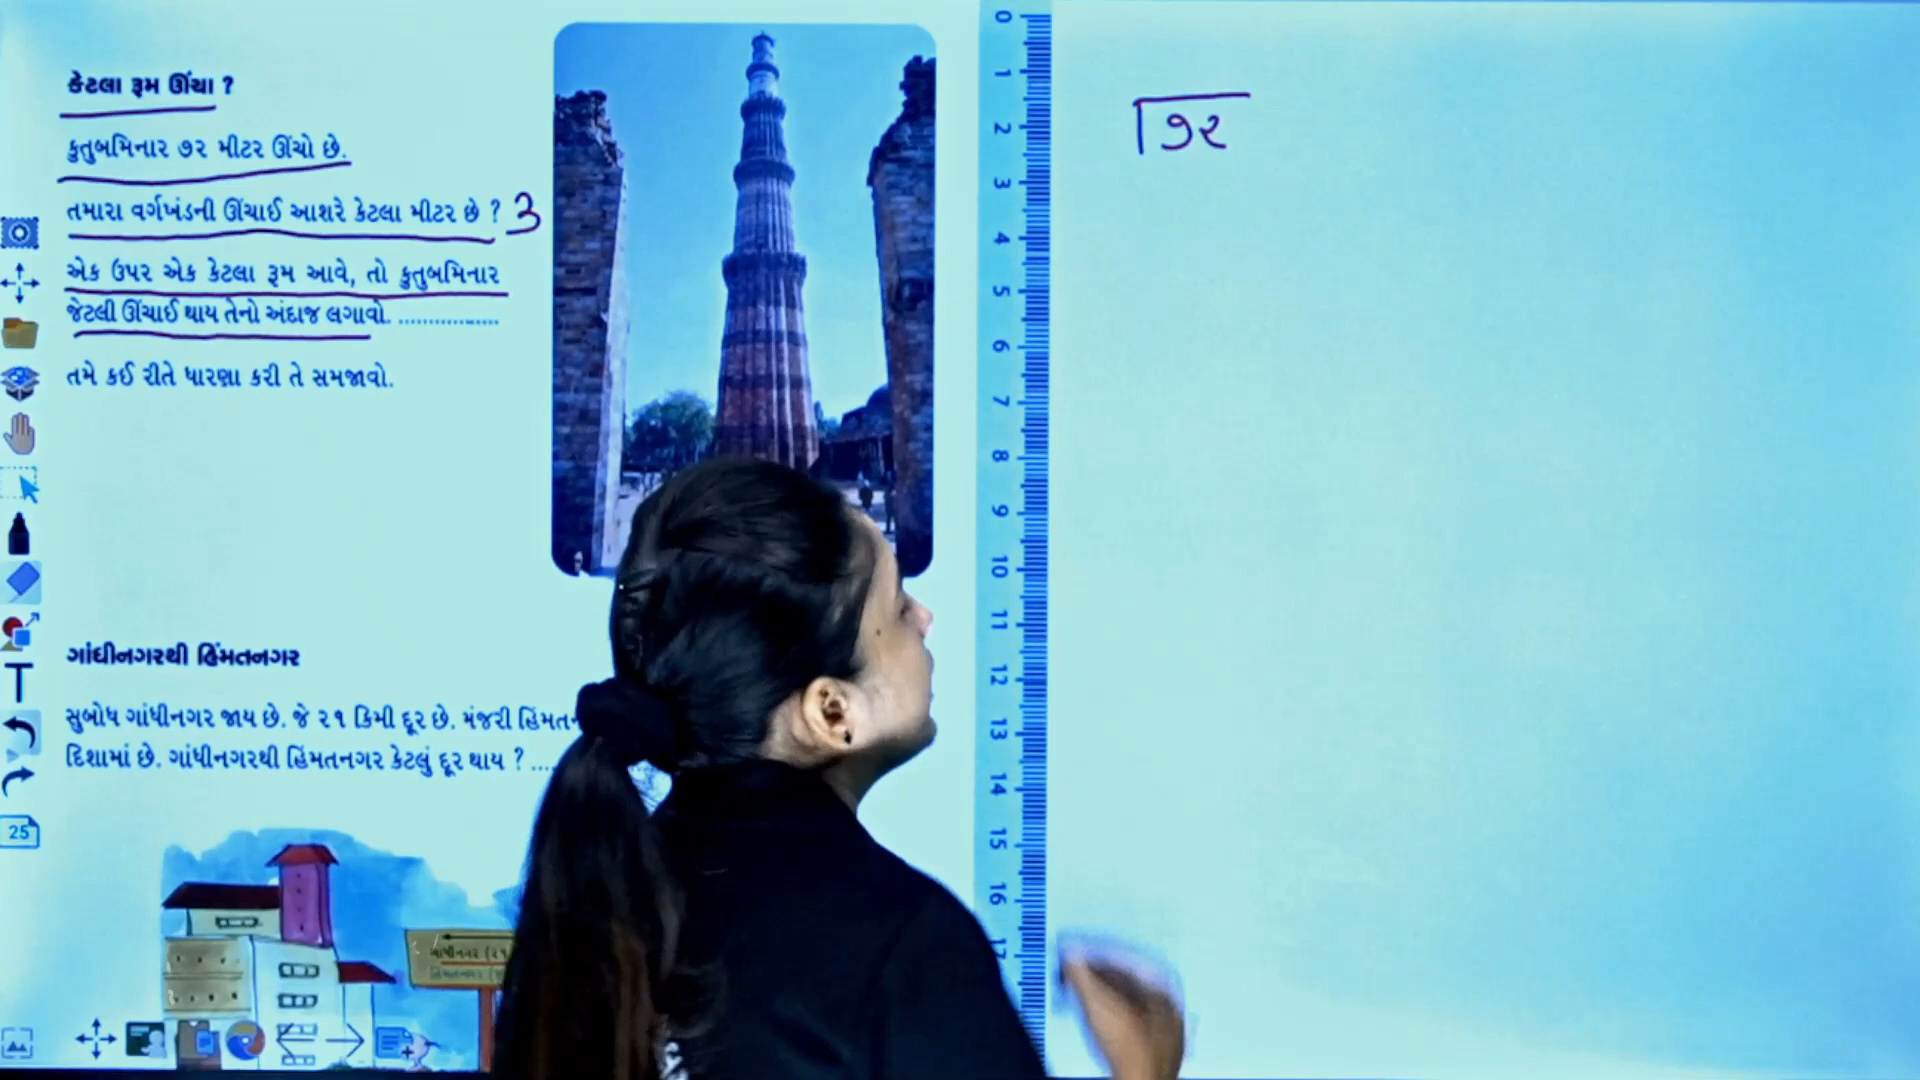 કેટલા રૂમ ઊંચા ?
કુતુબમિનાર ૭૨ મીટર ઊંચો છે.
તમારા વર્ગખંડની ઊંચાઈ આશરે કેટલા મીટર છે ? 3
એક ઉપર એક કેટલા રૂમ આવે, તો કુતુબમિનાર
જેટલી ઊંચાઈ થાય તેનો અંદાજ લગાવો. .................
તમે કઈ રીતે ધારણા કરી તે સમજાવો.
ગાંધીનગરથી હિંમતનગર
સુબોધ ગાંધીનગર જાય છે. જે ૨૧ કિમી દૂર છે. મંજરી
દિશામાં છે. ગાંધીનગરથી હિંમતનગર કેટલું દૂર થાય ? ....
T
25
0
1
2
3
4
5
6
7
8
9
10
11
12
13
14
15
16
17
૭૨